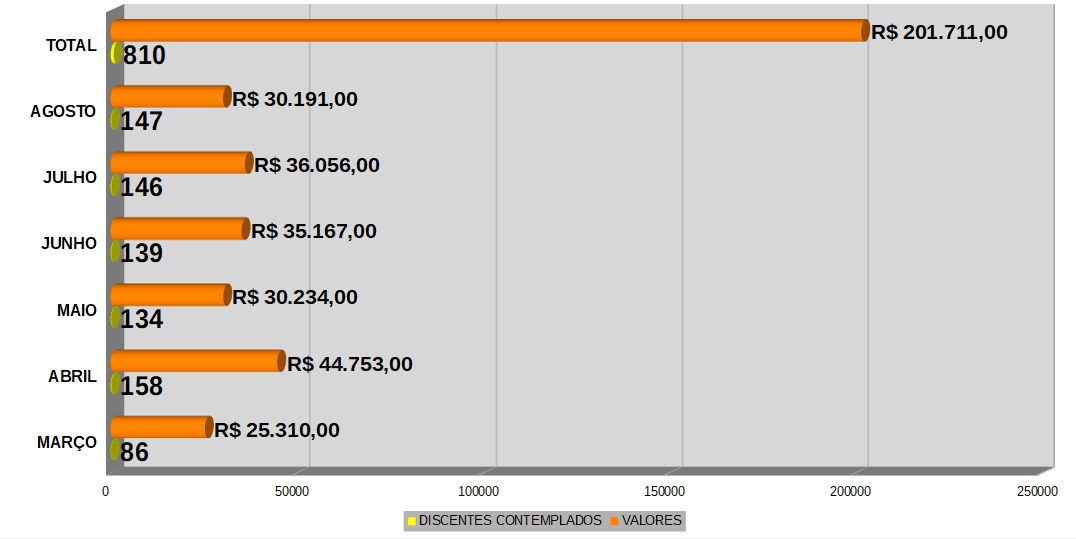 TOTAL
R$ 201.711,00
810
AGOSTO
R$ 30.191,00
147
JULHO
R$ 36.056,00
146
JUNHO
R$ 35.167,00
139
MAIO
R$ 30.234,00
134
ABRIL
R$ 44.753,00
158
MARÇO
R$ 25.310,00
86
0 50000 100000 150000 200000 250000
DISCENTES CONTEMPLADOS VALORES